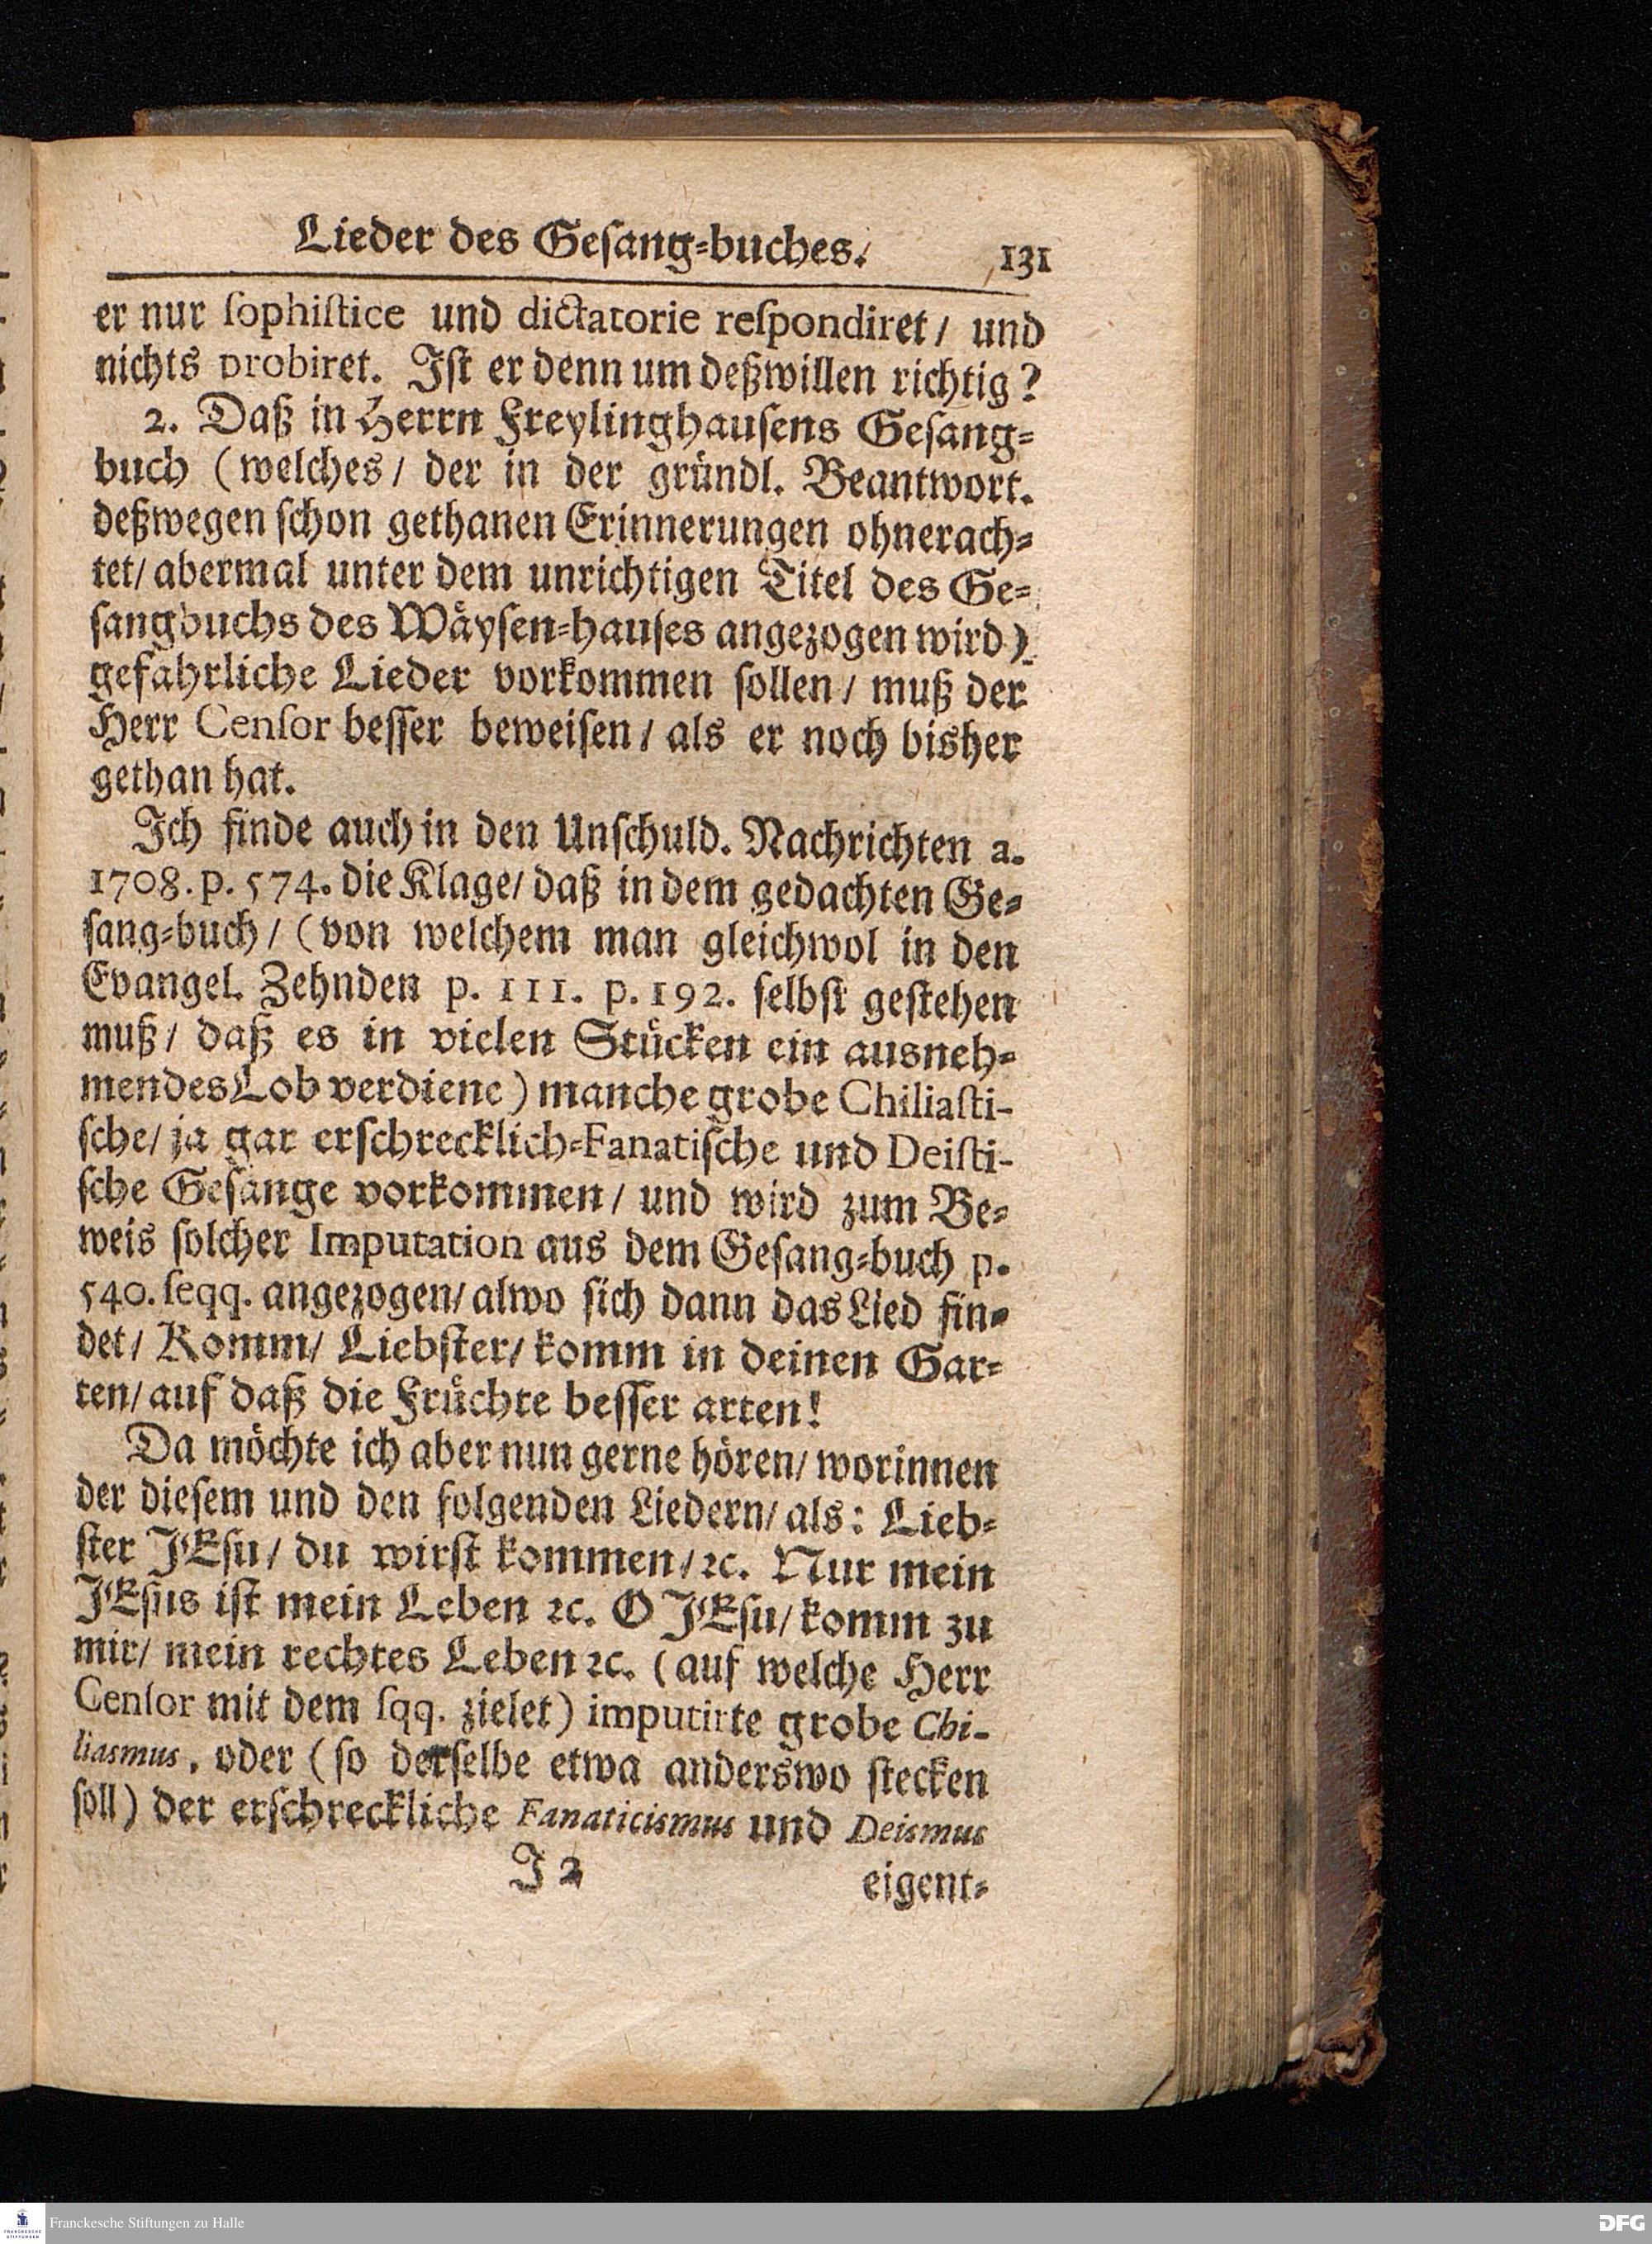 Lieder des Gesang-buches. 131
er nur sophistice und dictatorie respondiret/ und
nichts probiret. Ist er denn um deßwillen richtig?
2. Daß in Herrn Freylinghausens Gesang-
buch (welches/ der in der gründl. Beantwort.
deßwegen schon gethanen Erinnerungen ohnerach-
tet/ abermal unter dem unrichtigen Titel des Ge-
sangbuchs des Wäysen-hauses angezogen wird)
gefährliche Lieder vorkommen sollen/ muß der
Herr Censor besser beweisen/ als er noch bisher
gethan hat.
Ich finde auch in den Unschuld. Nachrichten a.
1708. p. 574. die Klage/ daß in dem gedachten Ge-
sang-buch/ (von welchem man gleichwol in den
Evangel. Zehnden p. III. p. 192. selbst gestehen
muß/ daß es in vielen Stücken ein ausneh-
mendes Lob verdiene) manche grobe Chiliasti-
sche/ ja gar erschrecklich-Fanatische und Deisti-
sche Gesänge vorkommen/ und wird zum Be-
weis solcher Imputation aus dem Gesang-buch p.
540. seqq. angezogen/ alwo sich dann das Lied fin-
det/ Komm/ Liebster/ komm in deinen Gar-
ten/ auf daß die Früchte besser arten!
Da möchte ich aber nun gerne hören/ worinnen
der diesem und den folgenden Liedern/ als: Lieb-
ster JEsu/ du wirst kommen/ ꝛc. Nur mein
JEsus ist mein Leben ꝛc. O JEsu/ komm zu
mir/ mein rechtes Leben ꝛc. (auf welche Herr
Censor mit dem sqq. zielet) imputirte grobe Chi-
liasmus, oder (so derselbe etwa anderswo stecken
soll) der erschreckliche Fanaticismus und Deismus
J 2 eigent-
Franckesche Stiftungen zu Halle
FRANCKESCHE STIFTUNGEN
DFG